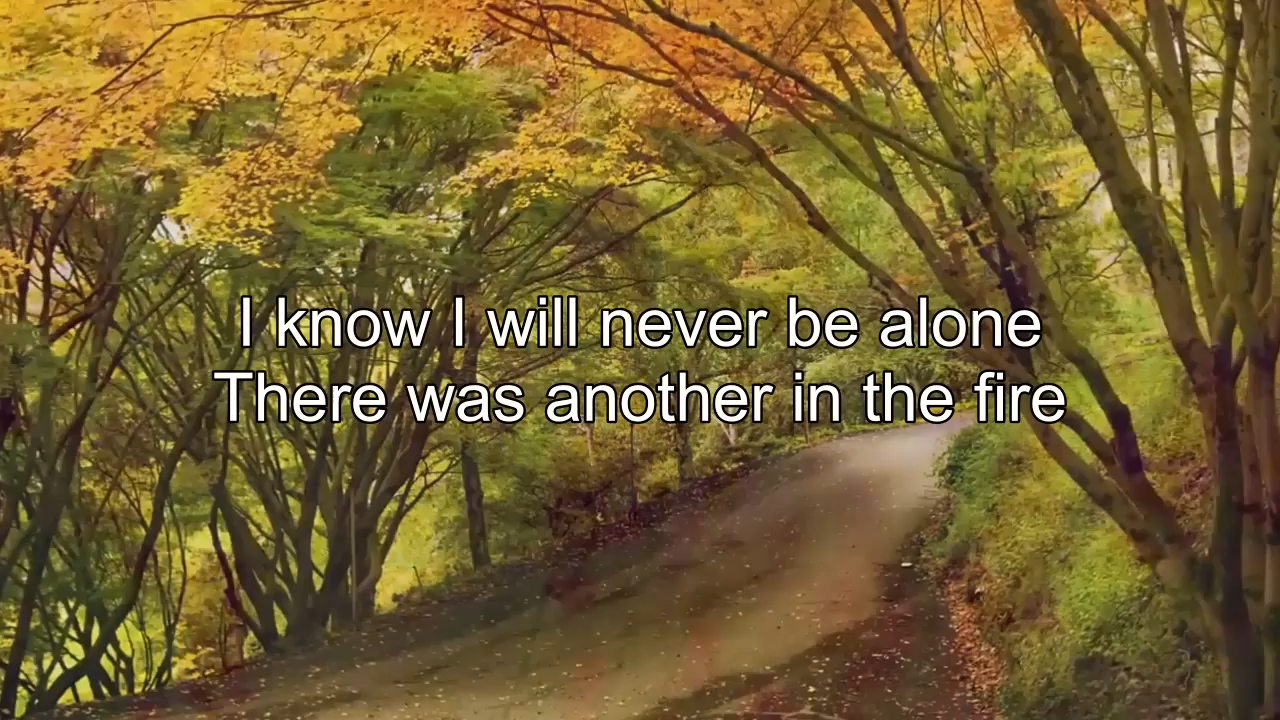 I know I will never be alone
There was another in the fire